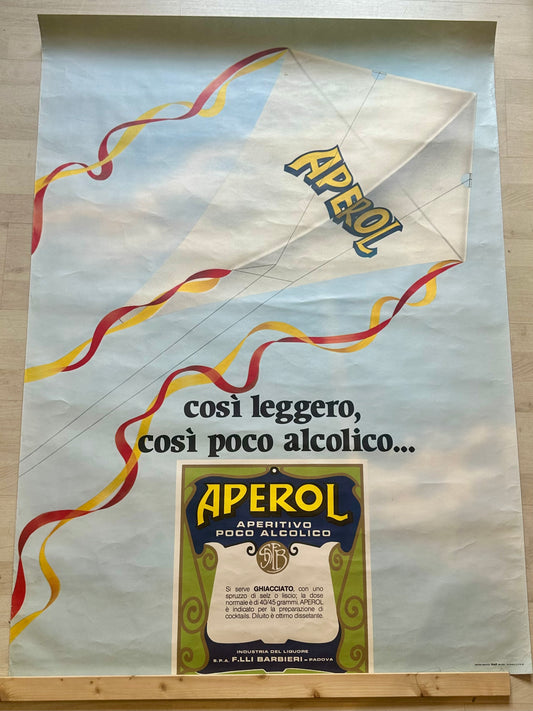 APEROL
così leggero,
così poco alcolico...
APEROL
APERITIVO
POCO ALCOLICO
Si serve GHIACCIATO, con uno
spruzzo di selz o liscio; la dose
normale è di 40/45 grammi. APEROL
è indicato per la preparazione di
cocktails. Diluito è ottimo dissetante.
INDUSTRIA DEL LIQUORE
S.P.A. F.LLI BARBIERI - PADOVA